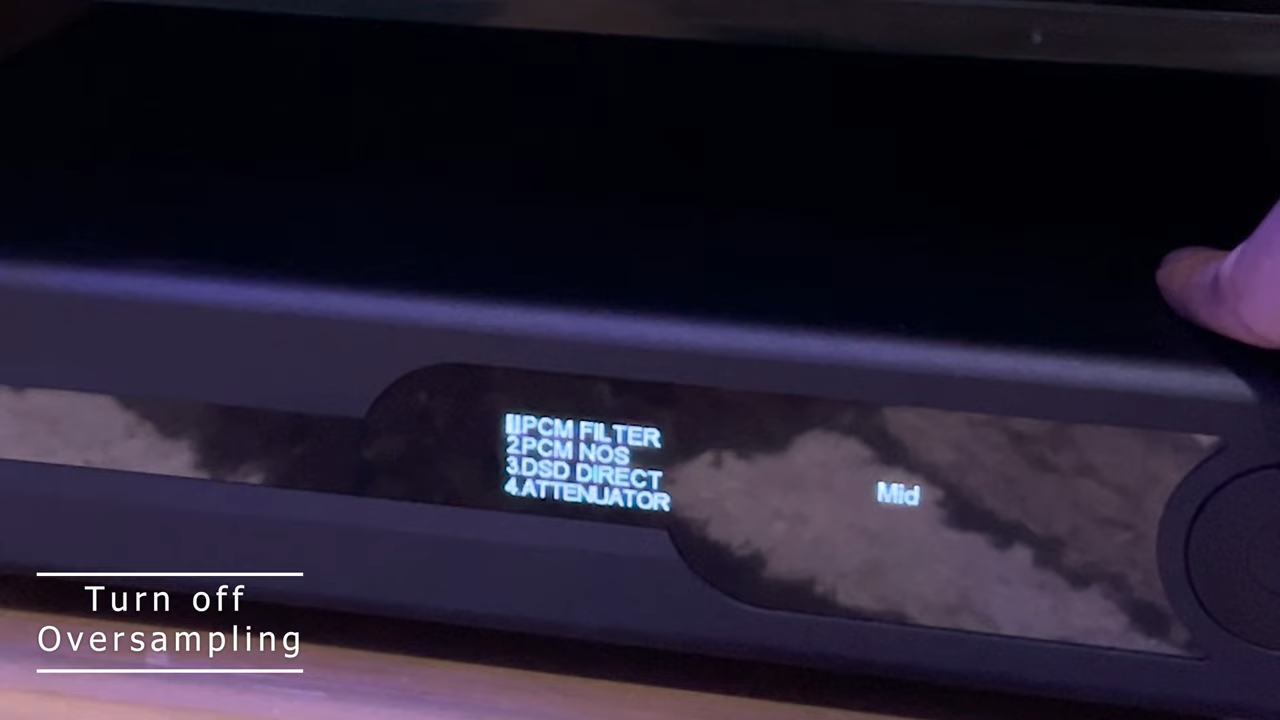 1.PCM FILTER
2.PCM NOS
3.DSD DIRECT
4.ATTENUATOR
Mid
Turn off
Oversampling